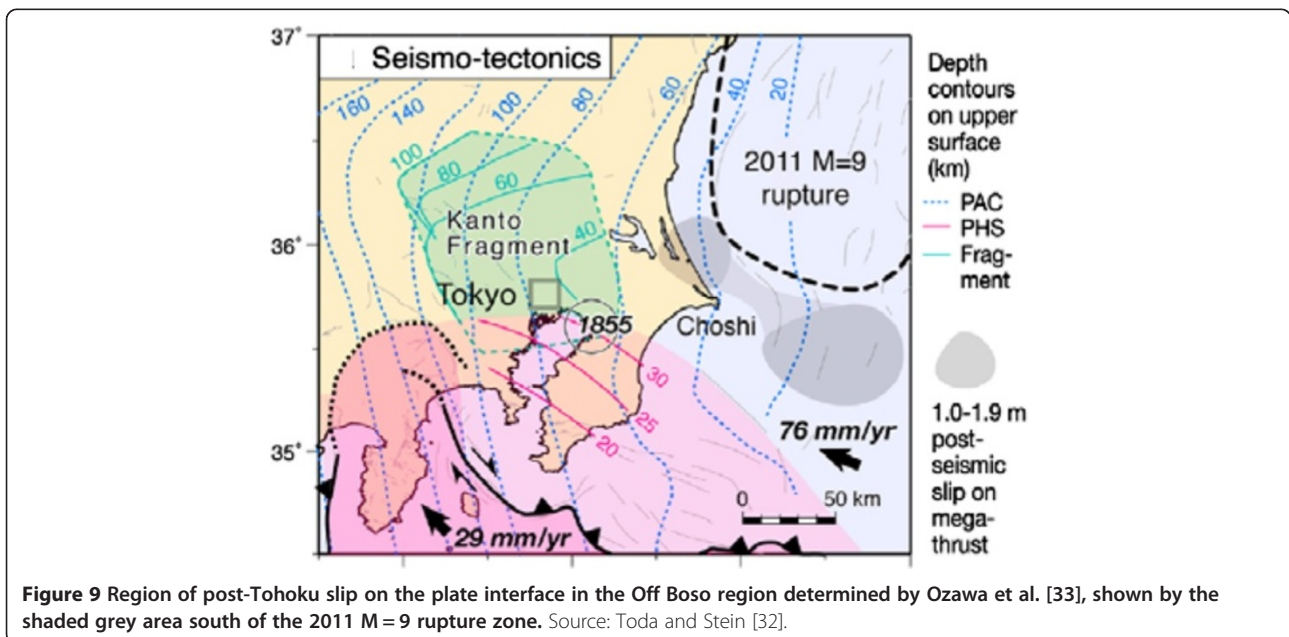 37°
Seismo-tectonics
160
140
100
80
60
40
20
100
80
60
2011 M=9
rupture
Kanto
Fragment
40
36°
Tokyo
1855
Choshi
30
25
20
35°
76 mm/yr
29 mm/yr
0 50 km
Depth
contours
on upper
surface
(km)
PAC
PHS
Frag-
ment
1.0-1.9 m
post-
seismic
slip on
mega-
thrust
Figure 9 Region of post-Tohoku slip on the plate interface in the Off Boso region determined by Ozawa et al. [33], shown by the
shaded grey area south of the 2011 M = 9 rupture zone. Source: Toda and Stein [32].